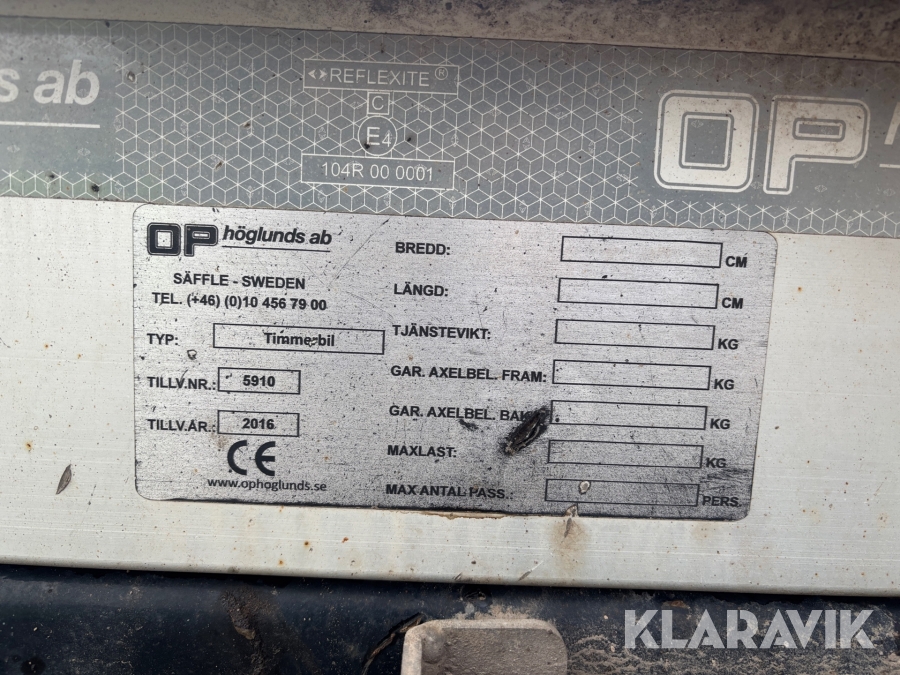 s ab
REFLEXITE®
C
E4
104R 00 0001
OP
OP höglunds ab
SÄFFLE - SWEDEN
TEL. (+46) (0)10 456 79 00
TYP: Timmerbil
TILLV.NR.: 5910
TILLV.ÅR.: 2016
CE
www.ophoglunds.se
BREDD: CM
LÄNGD: CM
TJÄNSTEVIKT: KG
GAR. AXELBEL. FRAM: KG
GAR. AXELBEL. BAK: KG
MAXLAST: KG
MAX ANTAL PASS.: PERS.
KLARAVIK